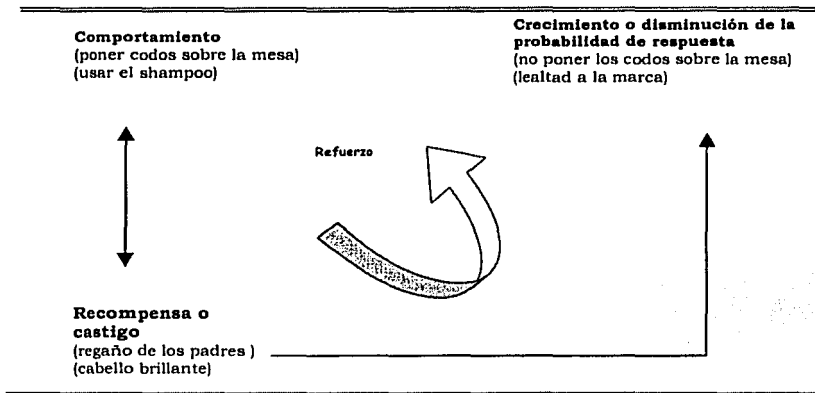 Comportamiento
(poner codos sobre la mesa)
(usar el shampoo)
Crecimiento o disminución de la
probabilidad de respuesta
(no poner los codos sobre la mesa)
(lealtad a la marca)
Refuerzo
Recompensa o
castigo
(regaño de los padres )
(cabello brillante)